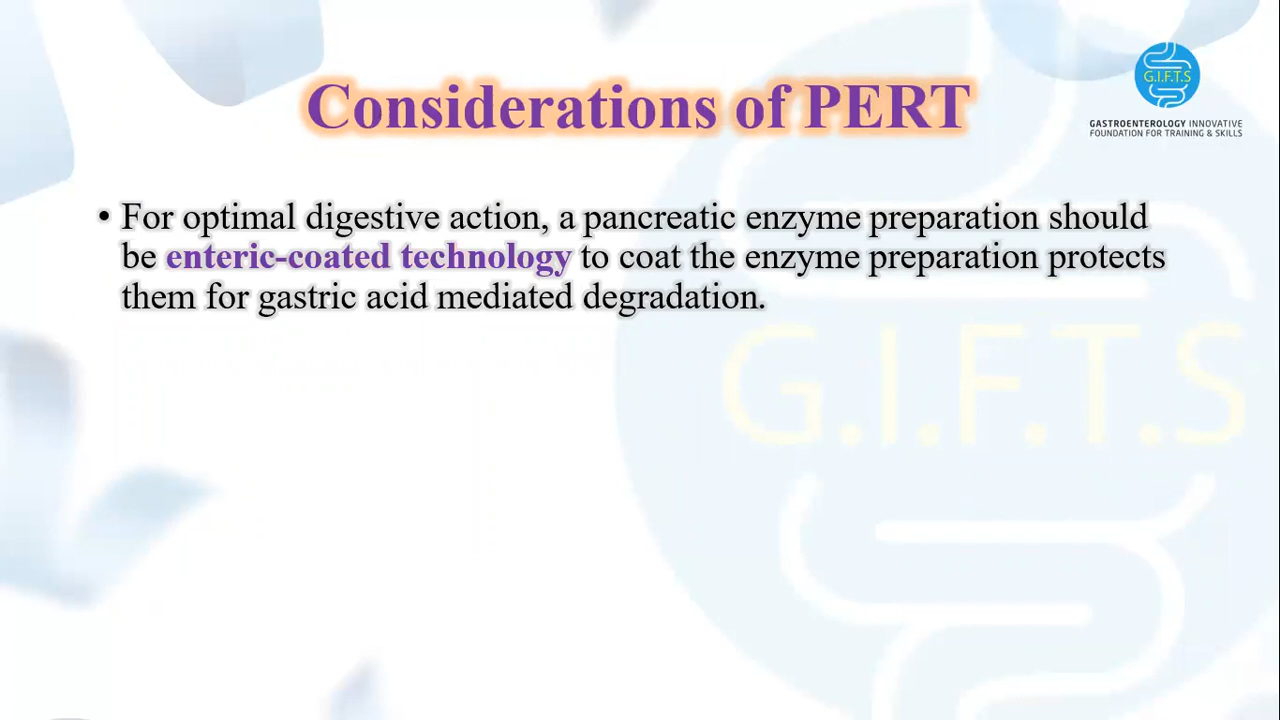 Considerations of PERT
G.I.F.T.S
GASTROENTEROLOGY INNOVATIVE
FOUNDATION FOR TRAINING & SKILLS
• For optimal digestive action, a pancreatic enzyme preparation should
be enteric-coated technology to coat the enzyme preparation protects
them for gastric acid mediated degradation.
G.I.F.T.S